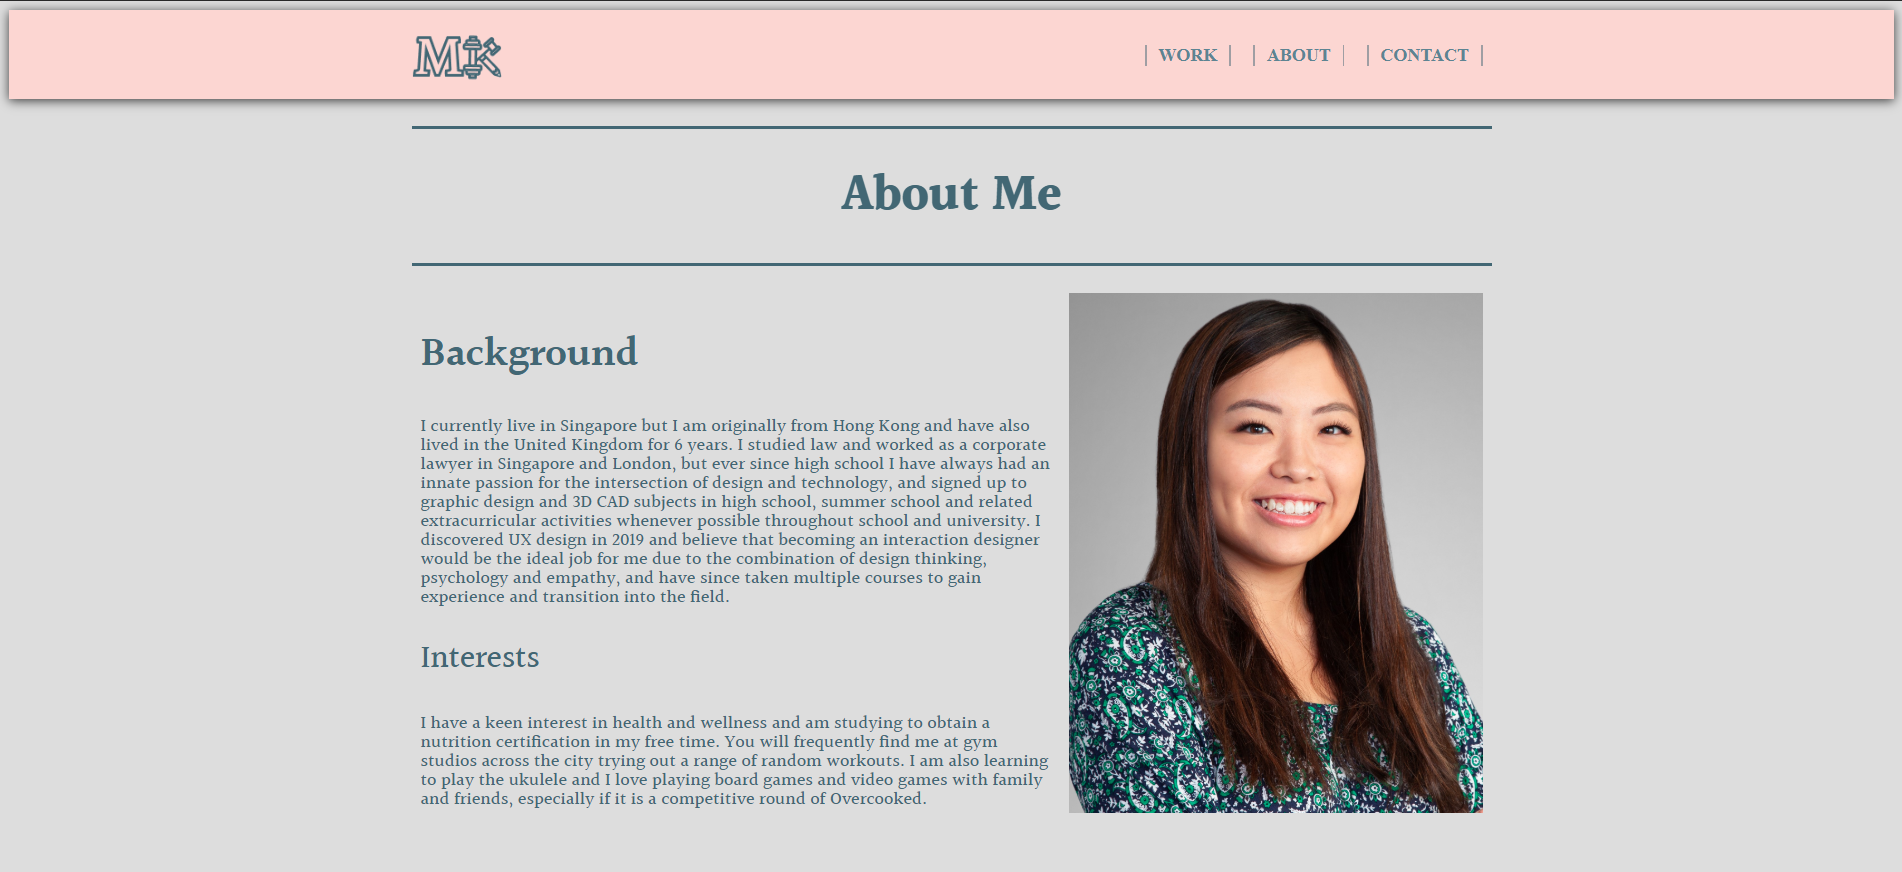 MK
| WORK | | ABOUT | | CONTACT |
About Me
Background
I currently live in Singapore but I am originally from Hong Kong and have also
lived in the United Kingdom for 6 years. I studied law and worked as a corporate
lawyer in Singapore and London, but ever since high school I have always had an
innate passion for the intersection of design and technology, and signed up to
graphic design and 3D CAD subjects in high school, summer school and related
extracurricular activities whenever possible throughout school and university. I
discovered UX design in 2019 and believe that becoming an interaction designer
would be the ideal job for me due to the combination of design thinking,
psychology and empathy, and have since taken multiple courses to gain
experience and transition into the field.
Interests
I have a keen interest in health and wellness and am studying to obtain a
nutrition certification in my free time. You will frequently find me at gym
studios across the city trying out a range of random workouts. I am also learning
to play the ukulele and I love playing board games and video games with family
and friends, especially if it is a competitive round of Overcooked.